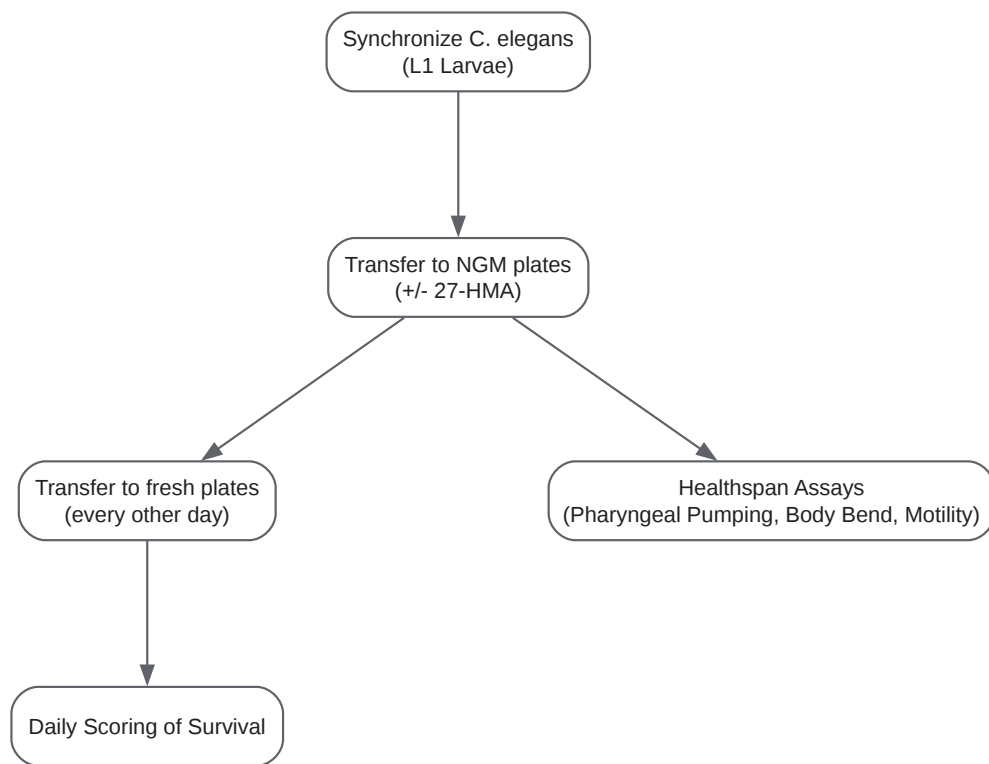 Synchronize C. elegans
(L1 Larvae)
Transfer to NGM plates
(+/- 27-HMA)
Transfer to fresh plates
(every other day)
Healthspan Assays
(Pharyngeal Pumping, Body Bend, Motility)
Daily Scoring of Survival